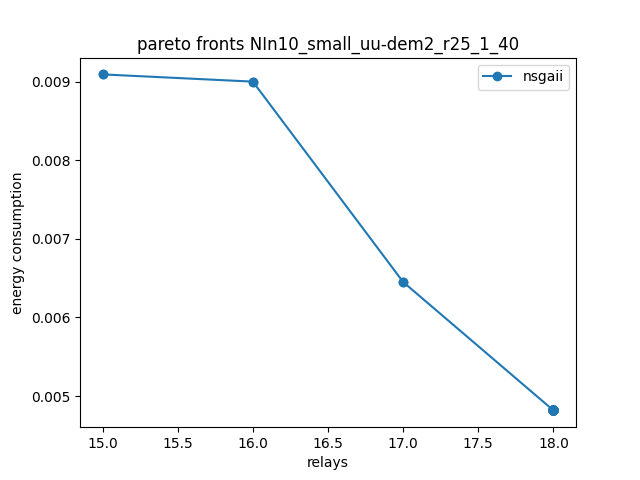 pareto fronts NIn10_small_uu-dem2_r25_1_40
nsgaii
energy consumption
0.009
0.008
0.007
0.006
0.005
15.0 15.5 16.0 16.5 17.0 17.5 18.0
relays